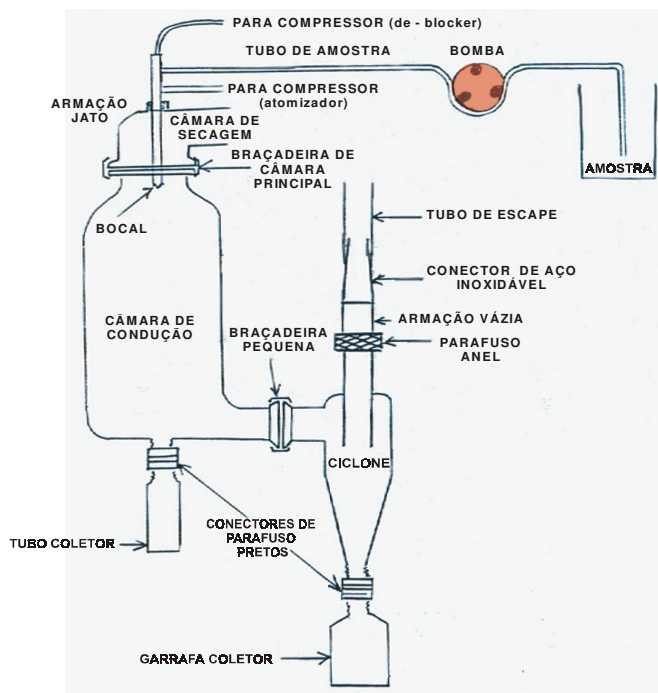 PARA COMPRESSOR (de - blocker)
TUBO DE AMOSTRA
BOMBA
PARA COMPRESSOR
(atomizador)
ARMAÇÃO
JATO
CÂMARA DE
SECAGEM
BRAÇADEIRA DE
CÂMARA
PRINCIPAL
AMOSTRA
BOCAL
TUBO DE ESCAPE
CONECTOR DE AÇO
INOXIDÁVEL
CÂMARA DE
CONDUÇÃO
BRAÇADEIRA
PEQUENA
ARMAÇÃO VÁZIA
PARAFUSO
ANEL
CICLONE
CONECTORES DE
PARAFUSO
PRETOS
TUBO COLETOR
GARRAFA COLETOR